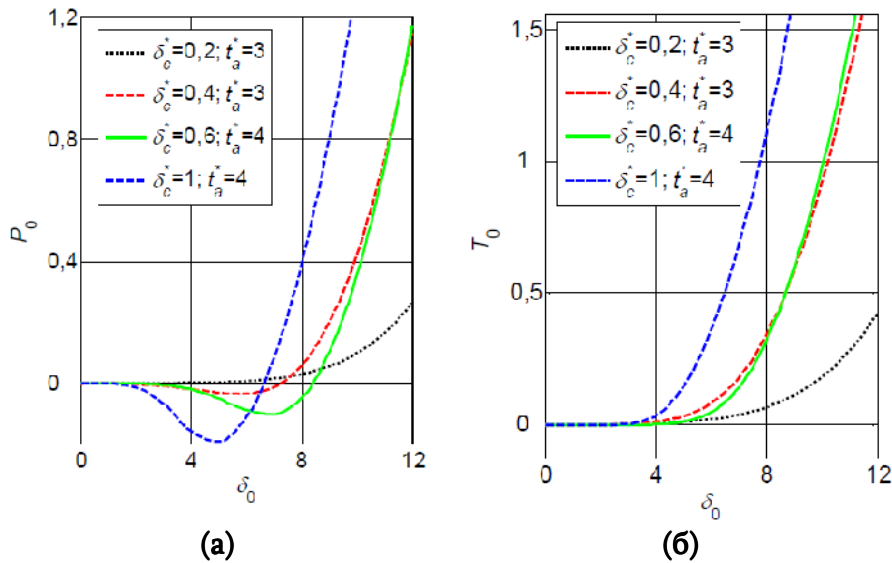 1,2
0,8
0,4
0
P₀
δ*c=0,2; t*a=3
δ*c=0,4; t*a=3
δ*c=0,6; t*a=4
δ*c=1; t*a=4
0 4 8 12
δ₀
(а)
1.5
1
0,5
0
T₀
δ*c=0,2; t*a=3
δ*c=0,4; t*a=3
δ*c=0,6; t*a=4
δ*c=1; t*a=4
0 4 8 12
δ₀
(б)